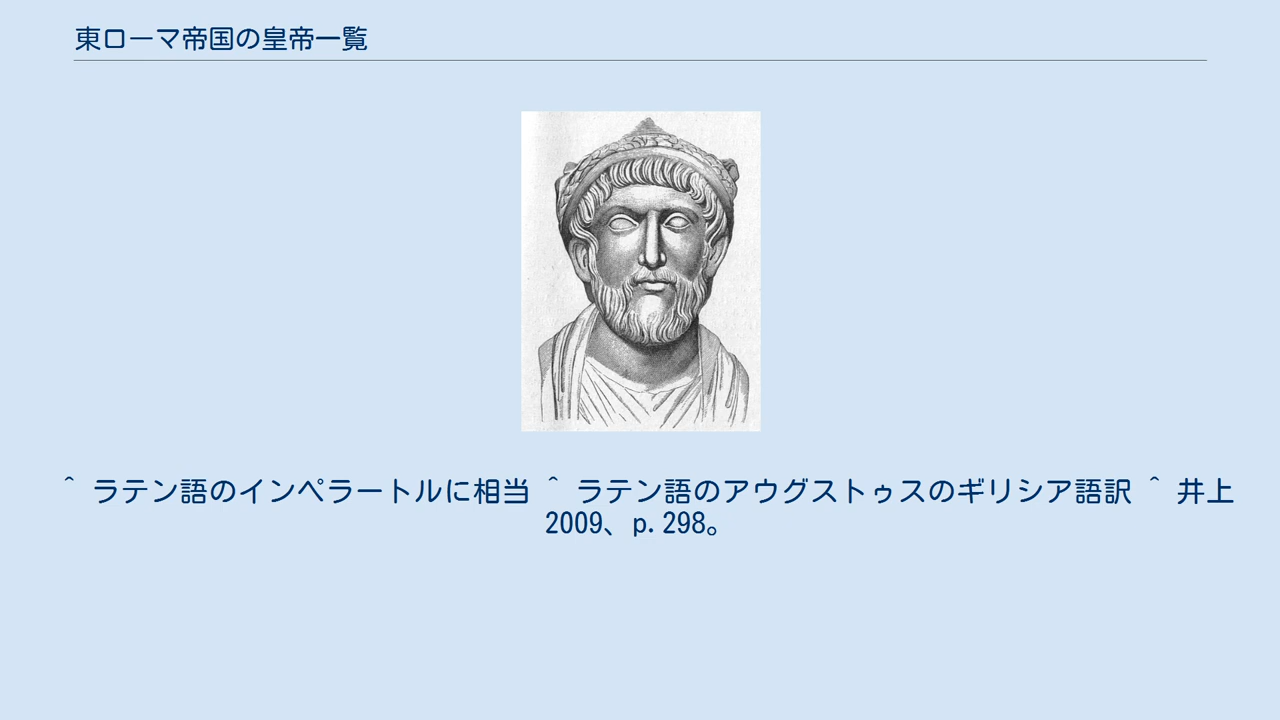 東ローマ帝国の皇帝一覧
^ ラテン語のインペラートルに相当 ^ ラテン語のアウグストゥスのギリシア語訳 ^ 井上
2009、p.298。